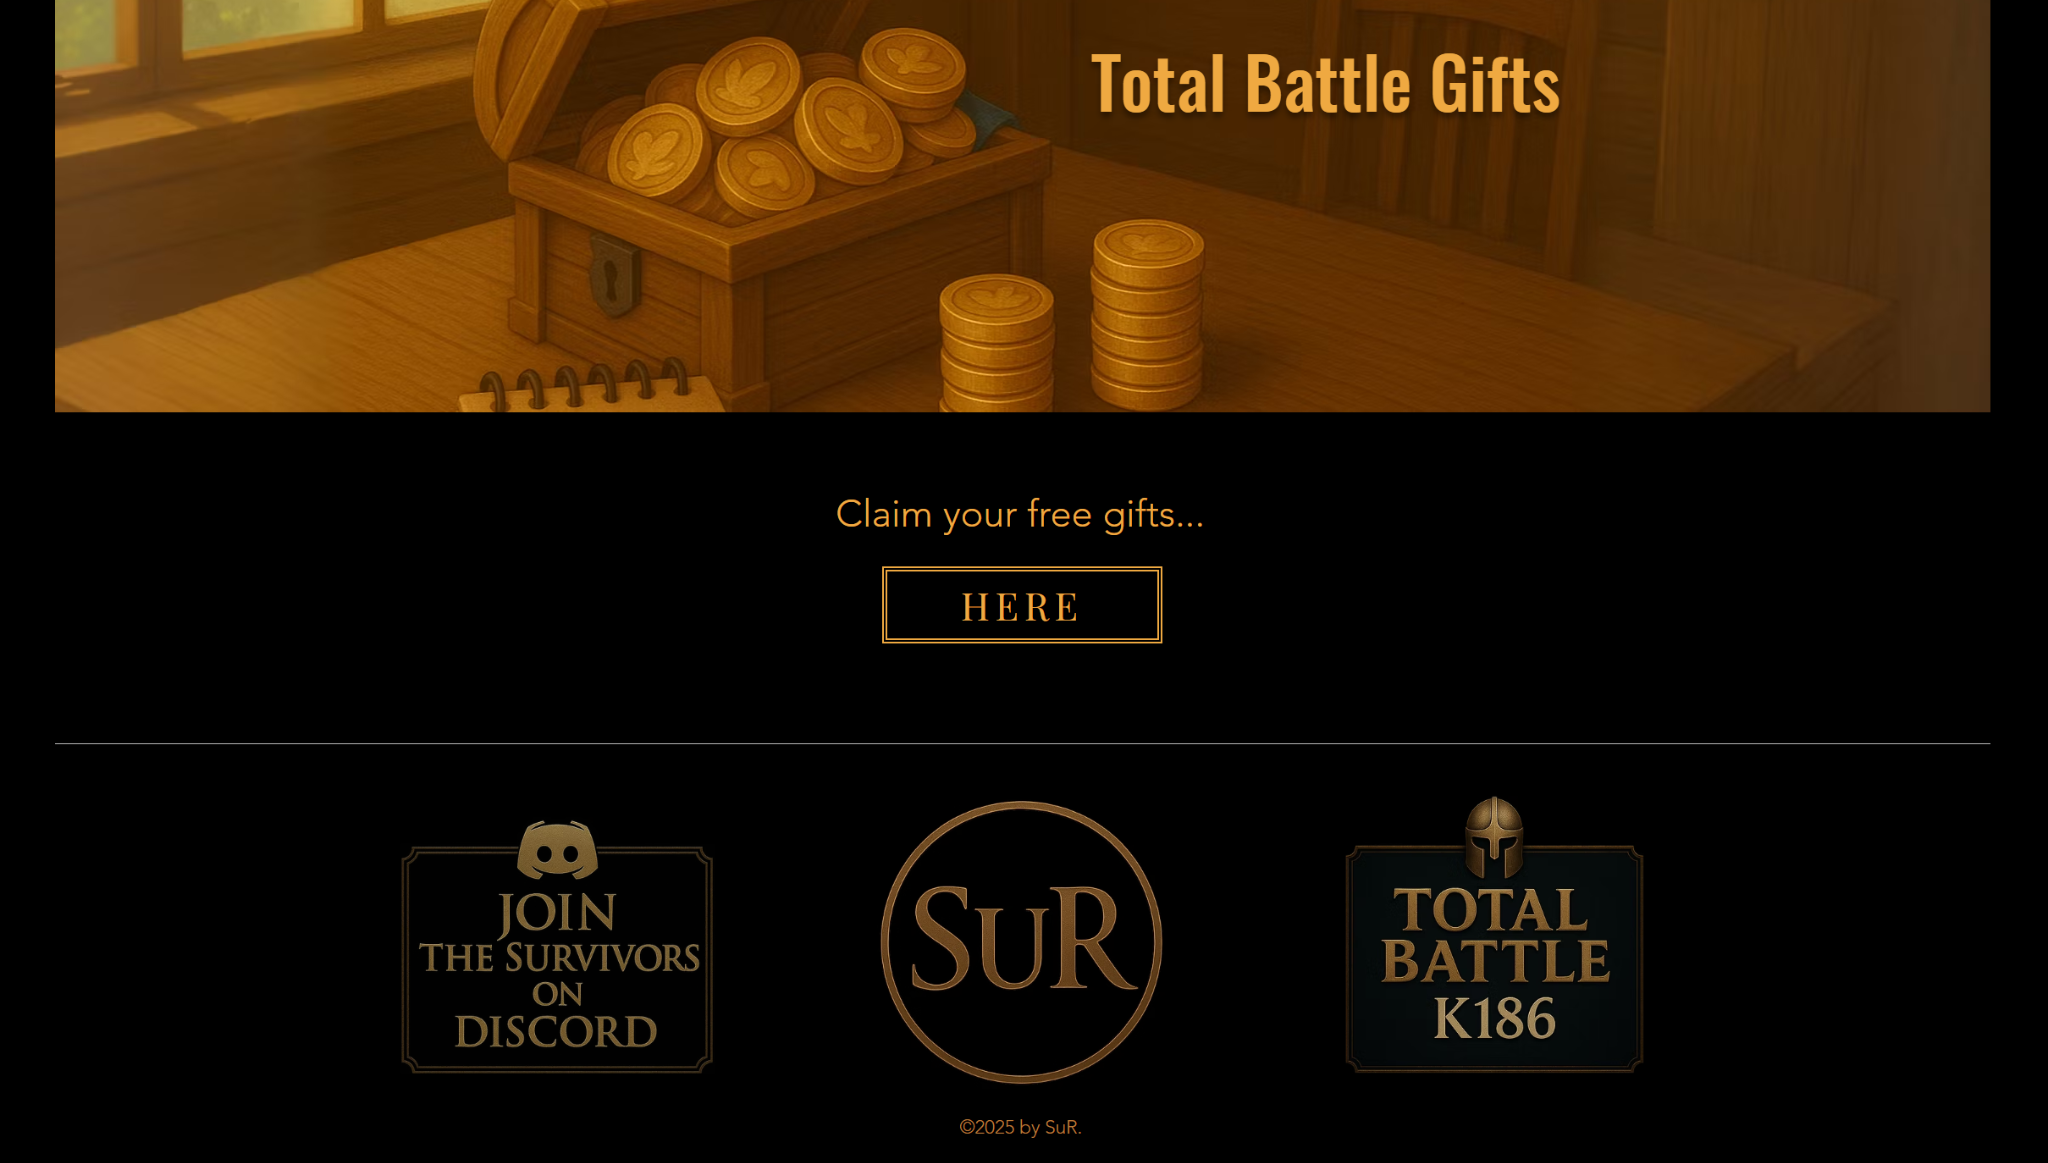 Total Battle Gifts
Claim your free gifts...
HERE
JOIN
THE SURVIVORS
ON
DISCORD
SuR
TOTAL
BATTLE
K186
©2025 by SuR.